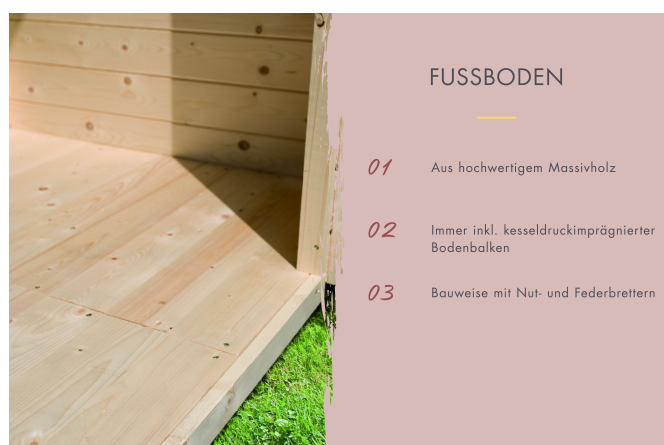 FUSSBODEN
01 Aus hochwertigem Massivholz
02 Immer inkl. kesseldruckimprägnierter
Bodenbalken
03 Bauweise mit Nut- und Federbrettern